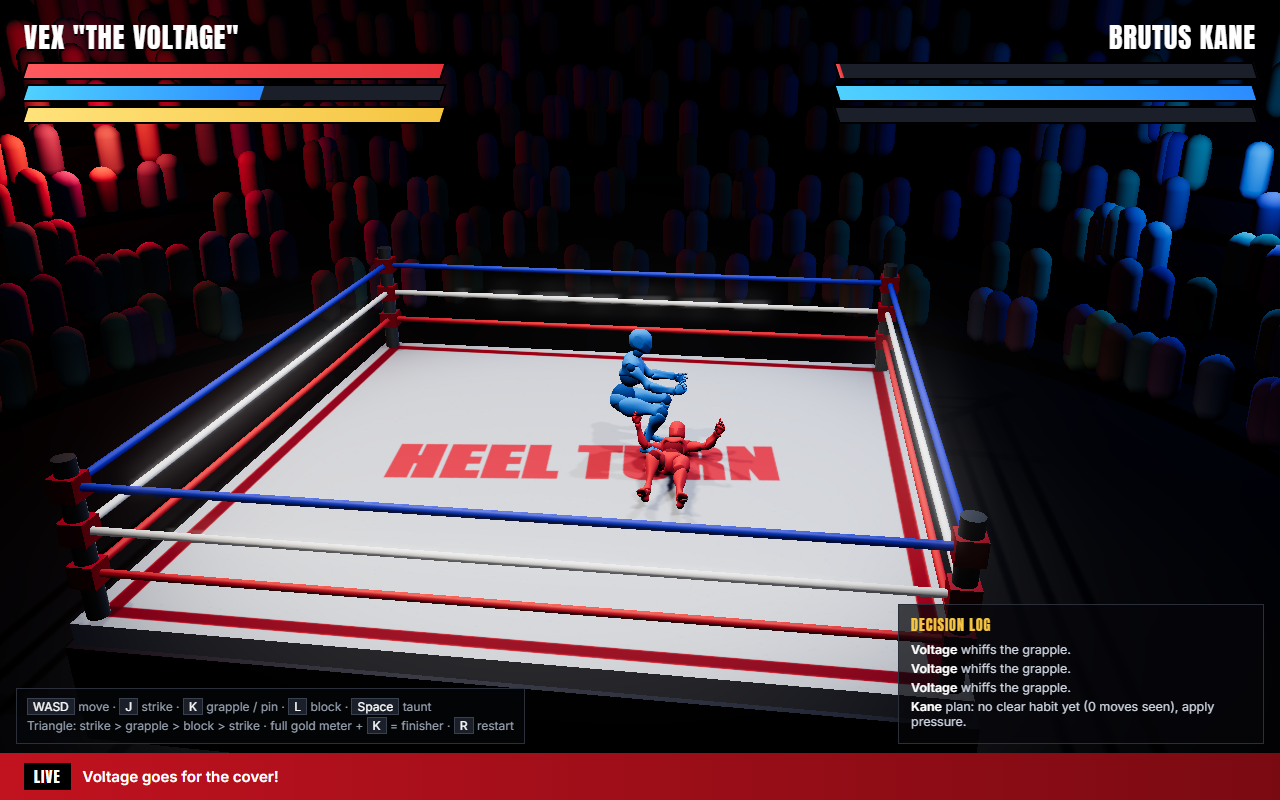 VEX "THE VOLTAGE"
BRUTUS KANE
HEEL TURN
DECISION LOG
Voltage whiffs the grapple.
Voltage whiffs the grapple.
Voltage whiffs the grapple.
Kane plan: no clear habit yet (0 moves seen), apply
pressure.
WASD move · J strike · K grapple / pin · L block · Space taunt
Triangle: strike > grapple > block > strike · full gold meter + K = finisher · R restart
LIVE Voltage goes for the cover!